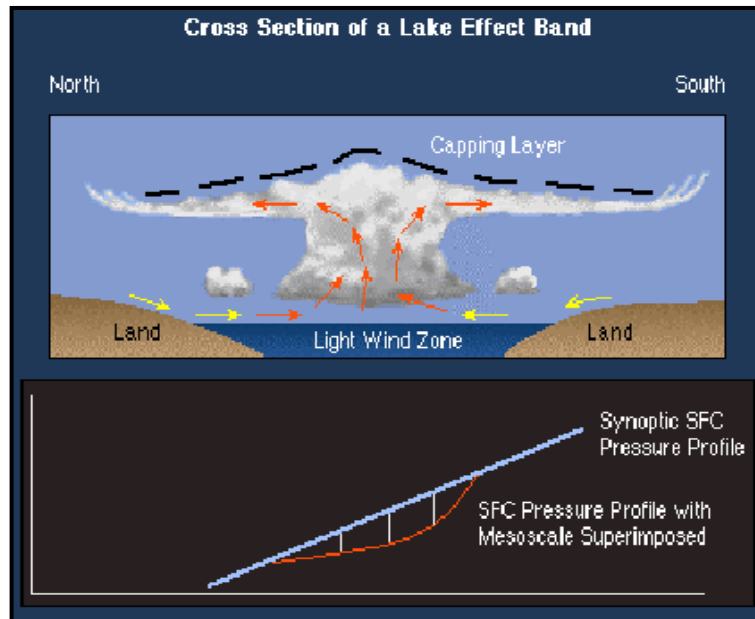 Cross Section of a Lake Effect Band
North
South
Capping Layer
Land
Light Wind Zone
Land
Synoptic SFC
Pressure Profile
SFC Pressure Profile with
Mesoscale Superimposed